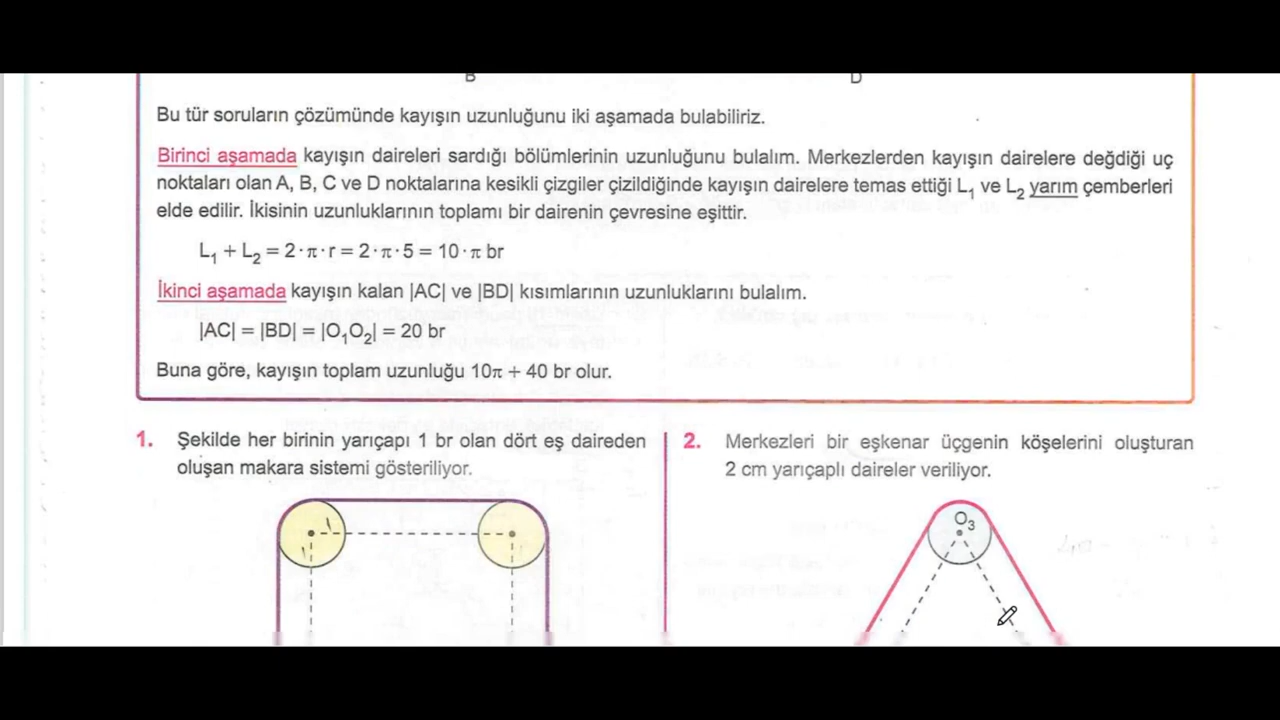 B D
Bu tür soruların çözümünde kayışın uzunluğunu iki aşamada bulabiliriz.
Birinci aşamada kayışın daireleri sardığı bölümlerinin uzunluğunu bulalım. Merkezlerden kayışın dairelere değdiği uç
noktaları olan A, B, C ve D noktalarına kesikli çizgiler çizildiğinde kayışın dairelere temas ettiği L₁ ve L₂ yarım çemberleri
elde edilir. İkisinin uzunluklarının toplamı bir dairenin çevresine eşittir.
L₁ + L₂ = 2·π·r = 2·π·5 = 10·π br
İkinci aşamada kayışın kalan |AC| ve |BD| kısımlarının uzunluklarını bulalım.
|AC| = |BD| = |O₁O₂| = 20 br
Buna göre, kayışın toplam uzunluğu 10π + 40 br olur.
1. Şekilde her birinin yarıçapı 1 br olan dört eş daireden
oluşan makara sistemi gösteriliyor.
2. Merkezleri bir eşkenar üçgenin köşelerini oluşturan
2 cm yarıçaplı daireler veriliyor.
1
1
O₃